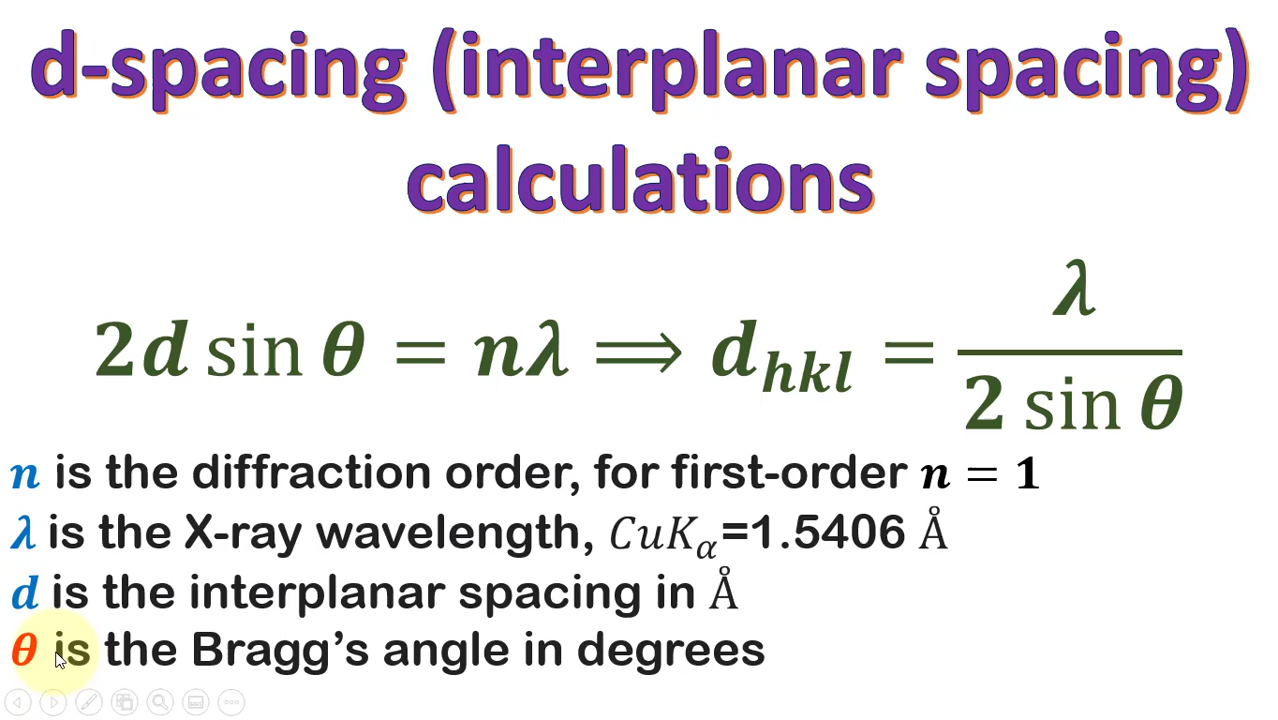 d-spacing (interplanar spacing)
calculations
2d sin θ = nλ ⟹ d_hkl = λ / (2 sin θ)
n is the diffraction order, for first-order n = 1
λ is the X-ray wavelength, CuKα=1.5406 Å
d is the interplanar spacing in Å
θ is the Bragg’s angle in degrees